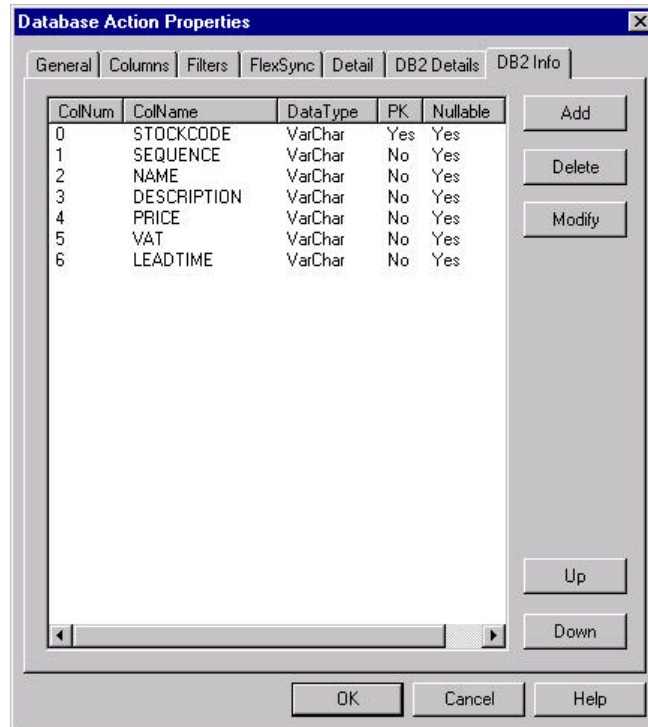 Database Action Properties
General Columns Filters FlexSync Detail DB2 Details DB2 Info
ColNum ColName DataType PK Nullable Add
0 STOCKCODE VarChar Yes Yes
1 SEQUENCE VarChar No Yes
2 NAME VarChar No Yes Delete
3 DESCRIPTION VarChar No Yes
4 PRICE VarChar No Yes Modify
5 VAT VarChar No Yes
6 LEADTIME VarChar No Yes
Up
Down
OK Cancel Help